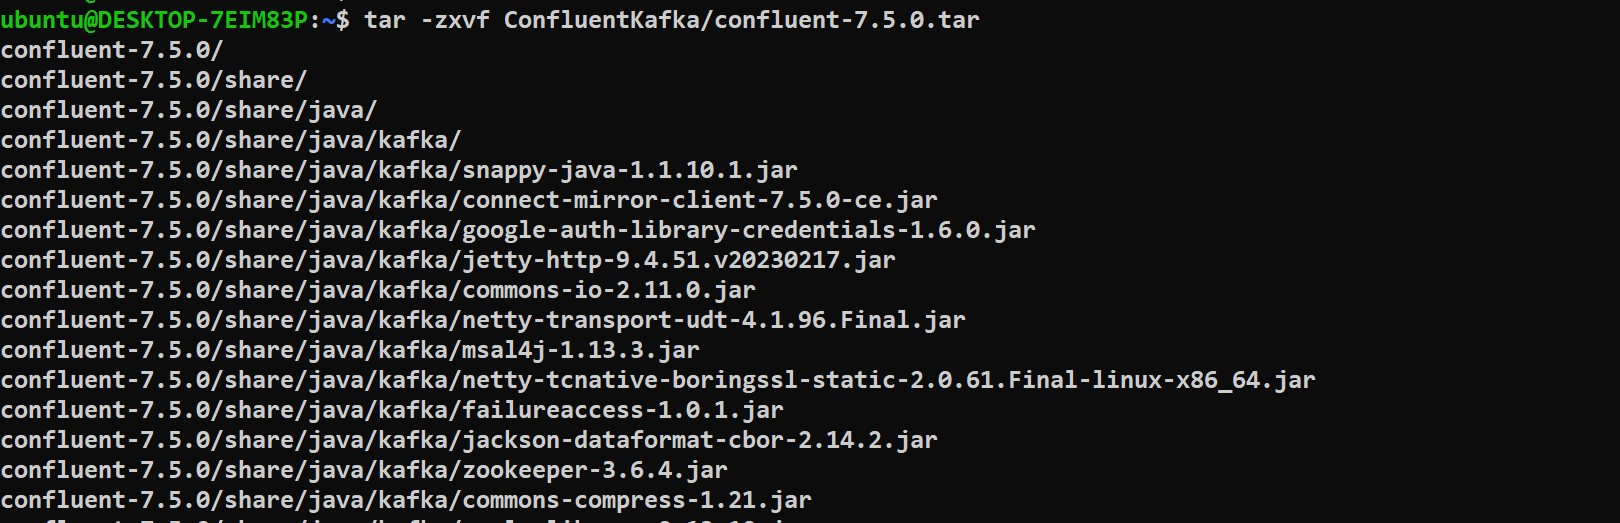 ubuntu@DESKTOP-7EIM83P:~$ tar -zxvf ConfluentKafka/confluent-7.5.0.tar
confluent-7.5.0/
confluent-7.5.0/share/
confluent-7.5.0/share/java/
confluent-7.5.0/share/java/kafka/
confluent-7.5.0/share/java/kafka/snappy-java-1.1.10.1.jar
confluent-7.5.0/share/java/kafka/connect-mirror-client-7.5.0-ce.jar
confluent-7.5.0/share/java/kafka/google-auth-library-credentials-1.6.0.jar
confluent-7.5.0/share/java/kafka/jetty-http-9.4.51.v20230217.jar
confluent-7.5.0/share/java/kafka/commons-io-2.11.0.jar
confluent-7.5.0/share/java/kafka/netty-transport-udt-4.1.96.Final.jar
confluent-7.5.0/share/java/kafka/msal4j-1.13.3.jar
confluent-7.5.0/share/java/kafka/netty-tcnative-boringssl-static-2.0.61.Final-linux-x86_64.jar
confluent-7.5.0/share/java/kafka/failureaccess-1.0.1.jar
confluent-7.5.0/share/java/kafka/jackson-dataformat-cbor-2.14.2.jar
confluent-7.5.0/share/java/kafka/zookeeper-3.6.4.jar
confluent-7.5.0/share/java/kafka/commons-compress-1.21.jar